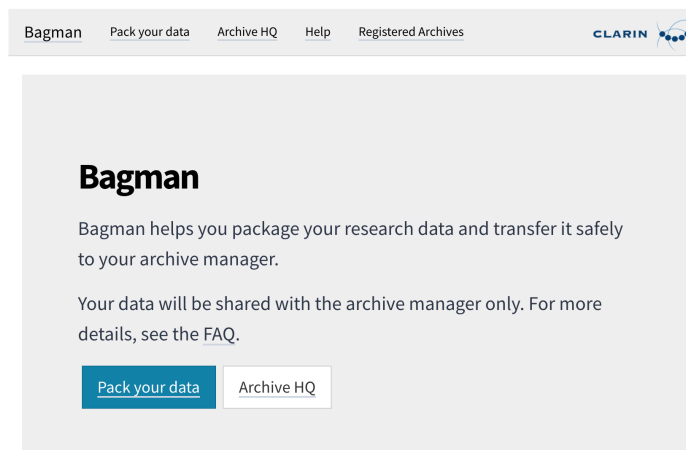 Bagman Pack your data Archive HQ Help Registered Archives CLARIN
Bagman
Bagman helps you package your research data and transfer it safely
to your archive manager.
Your data will be shared with the archive manager only. For more
details, see the FAQ.
Pack your data Archive HQ